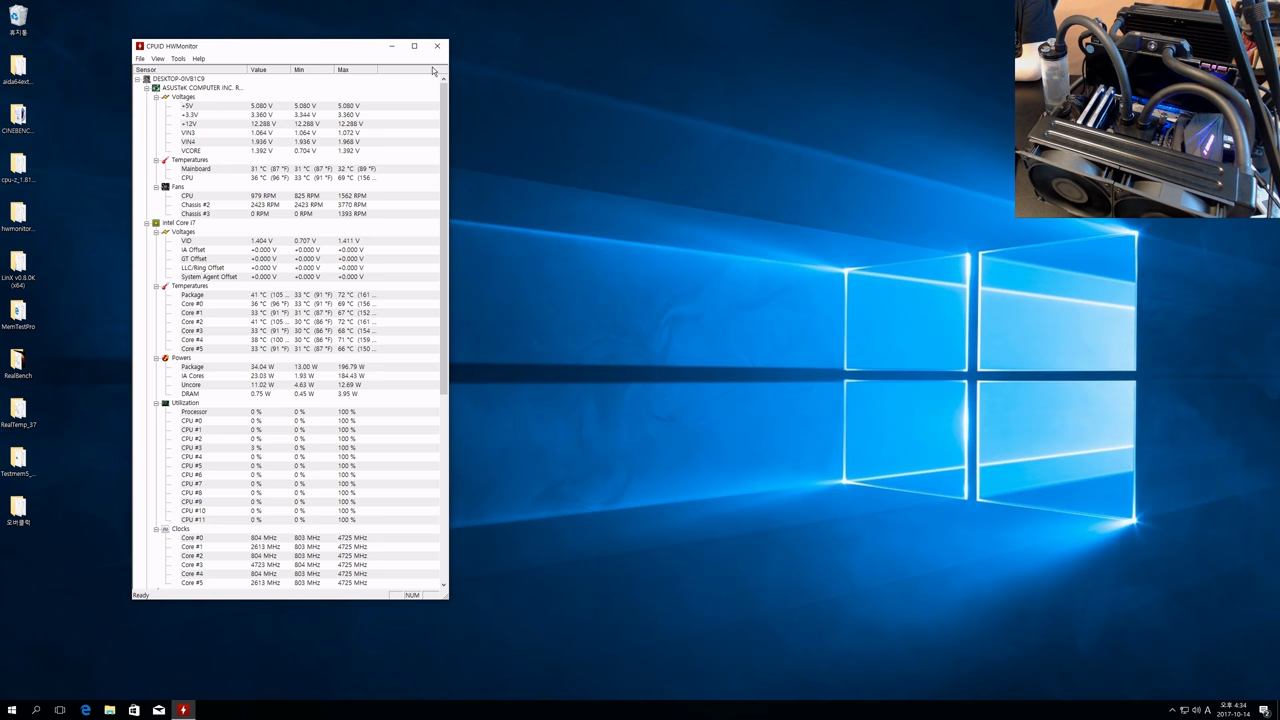 휴지통
aida64ext...
CINEBENC...
cpu-z_1.81...
hwmonitor...
LinX v0.8.0K
(x64)
MemTestPro
RealBench
RealTemp_37
Testmem5_...
오버클럭
CPUID HWMonitor
File View Tools Help
Sensor Value Min Max
DESKTOP-0IVB1C9
ASUSTeK COMPUTER INC. R...
Voltages
+5V 5.080 V 5.080 V 5.080 V
+3.3V 3.360 V 3.344 V 3.360 V
+12V 12.288 V 12.288 V 12.288 V
VIN3 1.064 V 1.064 V 1.072 V
VIN4 1.936 V 1.936 V 1.968 V
VCORE 1.392 V 0.704 V 1.392 V
Temperatures
Mainboard 31 °C (87 °F) 31 °C (87 °F) 32 °C (89 °F)
CPU 36 °C (96 °F) 33 °C (91 °F) 69 °C (156 ...
Fans
CPU 979 RPM 825 RPM 1562 RPM
Chassis #2 2423 RPM 2423 RPM 3770 RPM
Chassis #3 0 RPM 0 RPM 1393 RPM
Intel Core i7
Voltages
VID 1.404 V 0.707 V 1.411 V
IA Offset +0.000 V +0.000 V +0.000 V
GT Offset +0.000 V +0.000 V +0.000 V
LLC/Ring Offset +0.000 V +0.000 V +0.000 V
System Agent Offset +0.000 V +0.000 V +0.000 V
Temperatures
Package 41 °C (105 ... 33 °C (91 °F) 72 °C (161 ...
Core #0 36 °C (96 °F) 33 °C (91 °F) 69 °C (156 ...
Core #1 33 °C (91 °F) 31 °C (87 °F) 67 °C (152 ...
Core #2 41 °C (105 ... 30 °C (86 °F) 72 °C (161 ...
Core #3 33 °C (91 °F) 30 °C (86 °F) 68 °C (154 ...
Core #4 38 °C (100 ... 30 °C (86 °F) 71 °C (159 ...
Core #5 33 °C (91 °F) 31 °C (87 °F) 66 °C (150 ...
Powers
Package 34.04 W 13.00 W 196.79 W
IA Cores 23.03 W 1.93 W 184.43 W
Uncore 11.02 W 4.63 W 12.69 W
DRAM 0.75 W 0.45 W 3.95 W
Utilization
Processor 0 % 0 % 100 %
CPU #0 0 % 0 % 100 %
CPU #1 0 % 0 % 100 %
CPU #2 0 % 0 % 100 %
CPU #3 3 % 0 % 100 %
CPU #4 0 % 0 % 100 %
CPU #5 0 % 0 % 100 %
CPU #6 0 % 0 % 100 %
CPU #7 0 % 0 % 100 %
CPU #8 0 % 0 % 100 %
CPU #9 0 % 0 % 100 %
CPU #10 0 % 0 % 100 %
CPU #11 0 % 0 % 100 %
Clocks
Core #0 804 MHz 803 MHz 4725 MHz
Core #1 2613 MHz 803 MHz 4725 MHz
Core #2 804 MHz 803 MHz 4725 MHz
Core #3 4723 MHz 804 MHz 4725 MHz
Core #4 804 MHz 803 MHz 4725 MHz
Core #5 2613 MHz 803 MHz 4725 MHz
Ready NUM
A
오후 4:34
2017-10-14
2